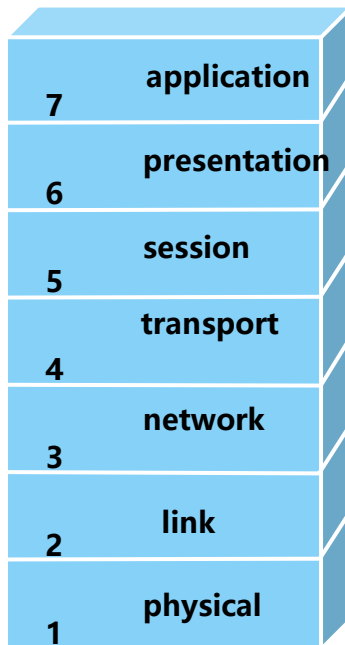 application
7
presentation
6
session
5
transport
4
network
3
link
2
physical
1